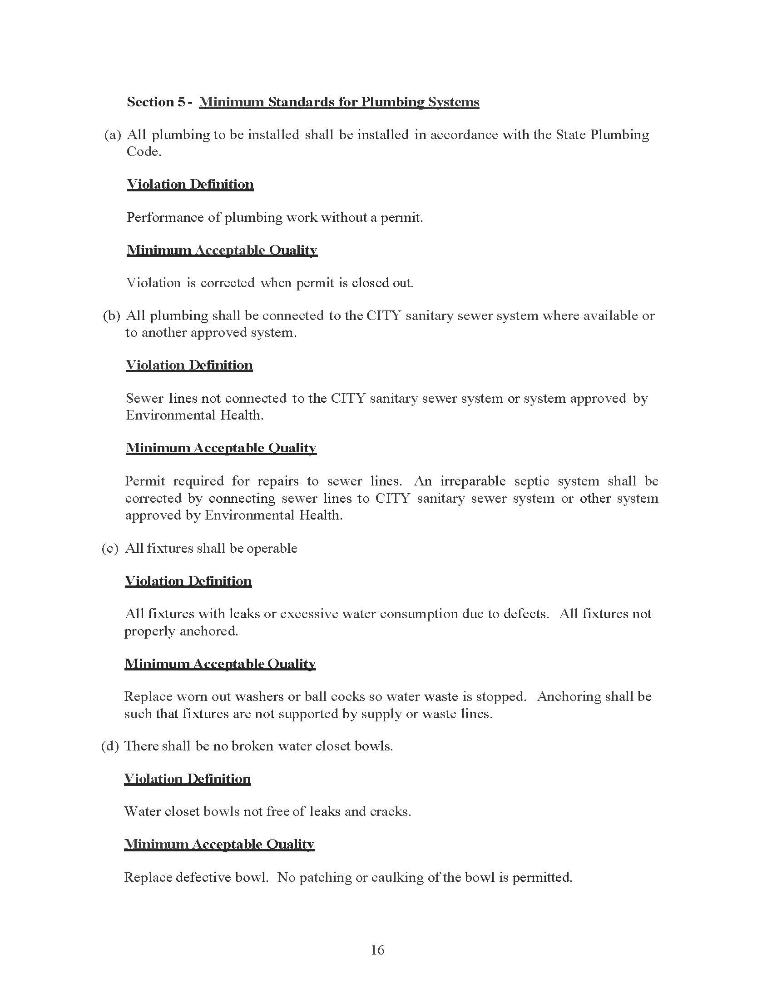 Section 5 - Minimum Standards for Plumbing Systems
(a) All plumbing to be installed shall be installed in accordance with the State Plumbing
Code.
Violation Definition
Performance of plumbing work without a permit.
Minimum Acceptable Quality
Violation is corrected when permit is closed out.
(b) All plumbing shall be connected to the CITY sanitary sewer system where available or
to another approved system.
Violation Definition
Sewer lines not connected to the CITY sanitary sewer system or system approved by
Environmental Health.
Minimum Acceptable Quality
Permit required for repairs to sewer lines. An irreparable septic system shall be
corrected by connecting sewer lines to CITY sanitary sewer system or other system
approved by Environmental Health.
(c) All fixtures shall be operable
Violation Definition
All fixtures with leaks or excessive water consumption due to defects. All fixtures not
properly anchored.
Minimum Acceptable Quality
Replace worn out washers or ball cocks so water waste is stopped. Anchoring shall be
such that fixtures are not supported by supply or waste lines.
(d) There shall be no broken water closet bowls.
Violation Definition
Water closet bowls not free of leaks and cracks.
Minimum Acceptable Quality
Replace defective bowl. No patching or caulking of the bowl is permitted.
16